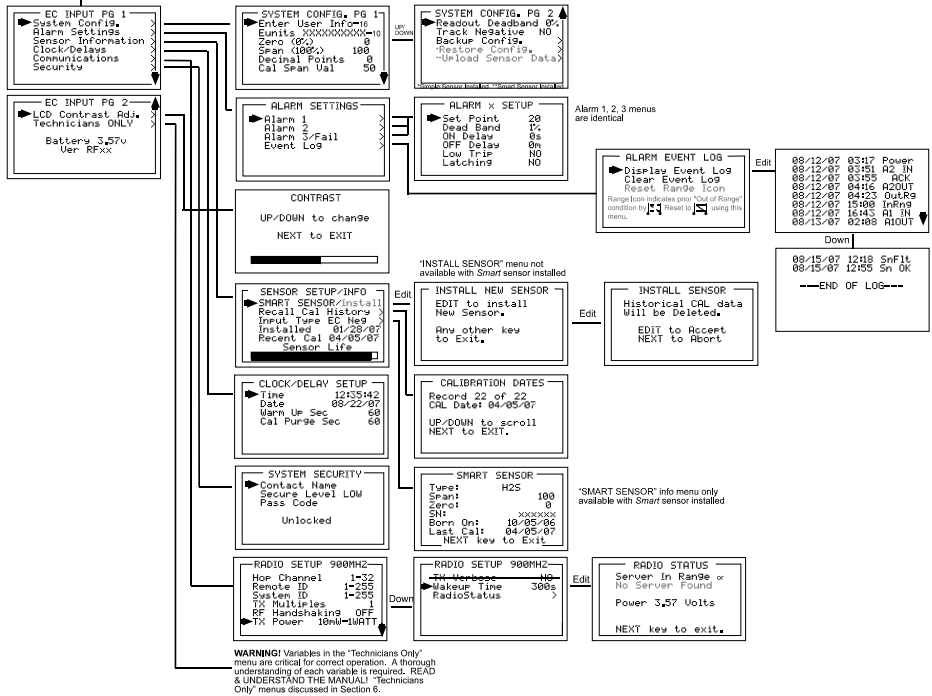 EC INPUT PG 1
System Config.
Alarm Settings
Sensor Information
Clock/Delays
Communications
Security
EC INPUT PG 2
LCD Contrast Adj.
Technicians ONLY
Battery 3.57v
Ver RFxx
SYSTEM CONFIG. PG 1
Enter User Info-16
Eunits XXXXXXXXXX-10
Zero (0%) 0
Span (100%) 100
Decimal Points 0
Cal Span Val 50
UP/
DOWN
SYSTEM CONFIG. PG 2
Readout Deadband 0%
Track Negative NO
Backup Config. >
*Restore Config.
**Upload Sensor Data>
*Simple Sensor Installed **Smart Sensor Installed
ALARM SETTINGS
Alarm 1 >
Alarm 2 >
Alarm 3/Fail >
Event Log >
ALARM x SETUP
Set Point 20
Dead Band 1%
ON Delay 0s
OFF Delay 0m
Low Trip NO
Latching NO
Alarm 1, 2, 3 menus
are identical
ALARM EVENT LOG
Display Event Log
Clear Event Log
Reset Range Icon
Range Icon indicates prior "Out of Range"
condition by Reset to using this
menu.
Edit
08/12/07 03:17 Power
08/12/07 03:51 A2 IN
08/12/07 03:55 ACK
08/12/07 04:16 A2OUT
08/12/07 04:23 OutRg
08/12/07 15:00 InRng
08/12/07 16:43 A1 IN
08/13/07 02:08 A1OUT
Down
08/15/07 12:18 SnFlt
08/15/07 12:55 Sn OK
---END OF LOG---
CONTRAST
UP/DOWN to change
NEXT to EXIT
SENSOR SETUP/INFO
SMART SENSOR/Install
Recall Cal History >
Input Type EC Neg >
Installed 01/28/07
Recent Cal 04/05/07
Sensor Life
Edit
"INSTALL SENSOR" menu not
available with Smart sensor installed
INSTALL NEW SENSOR
EDIT to install
New Sensor.
Any other key
to Exit.
Edit
INSTALL SENSOR
Historical CAL data
Will be Deleted.
EDIT to Accept
NEXT to Abort
CLOCK/DELAY SETUP
Time 12:35:42
Date 08/22/07
Warm Up Sec 60
Cal Purge Sec 60
CALIBRATION DATES
Record 22 of 22
CAL Date: 04/05/07
UP/DOWN to scroll
NEXT to EXIT.
SYSTEM SECURITY
Contact Name
Secure Level LOW
Pass Code
Unlocked
SMART SENSOR
Type: H2S
Span: 100
Zero: 0
SN: xxxxxx
Born On: 10/05/06
Last Cal: 04/05/07
NEXT key to Exit
"SMART SENSOR" info menu only
available with Smart sensor installed
RADIO SETUP 900MHZ
Hop Channel 1-32
Remote ID 1-255
System ID 1-255
TX Multiples 1
RF Handshaking OFF
TX Power 10mW-1WATT
Down
RADIO SETUP 900MHZ
TX Verbose NO
Wakeup Time 300s
RadioStatus >
Edit
RADIO STATUS
Server In Range or
No Server Found
Power 3.57 Volts
NEXT key to exit.
WARNING! Variables in the "Technicians Only"
menu are critical for correct operation. A thorough
understanding of each variable is required. READ
& UNDERSTAND THE MANUAL! "Technicians
Only" menus discussed in Section 6.